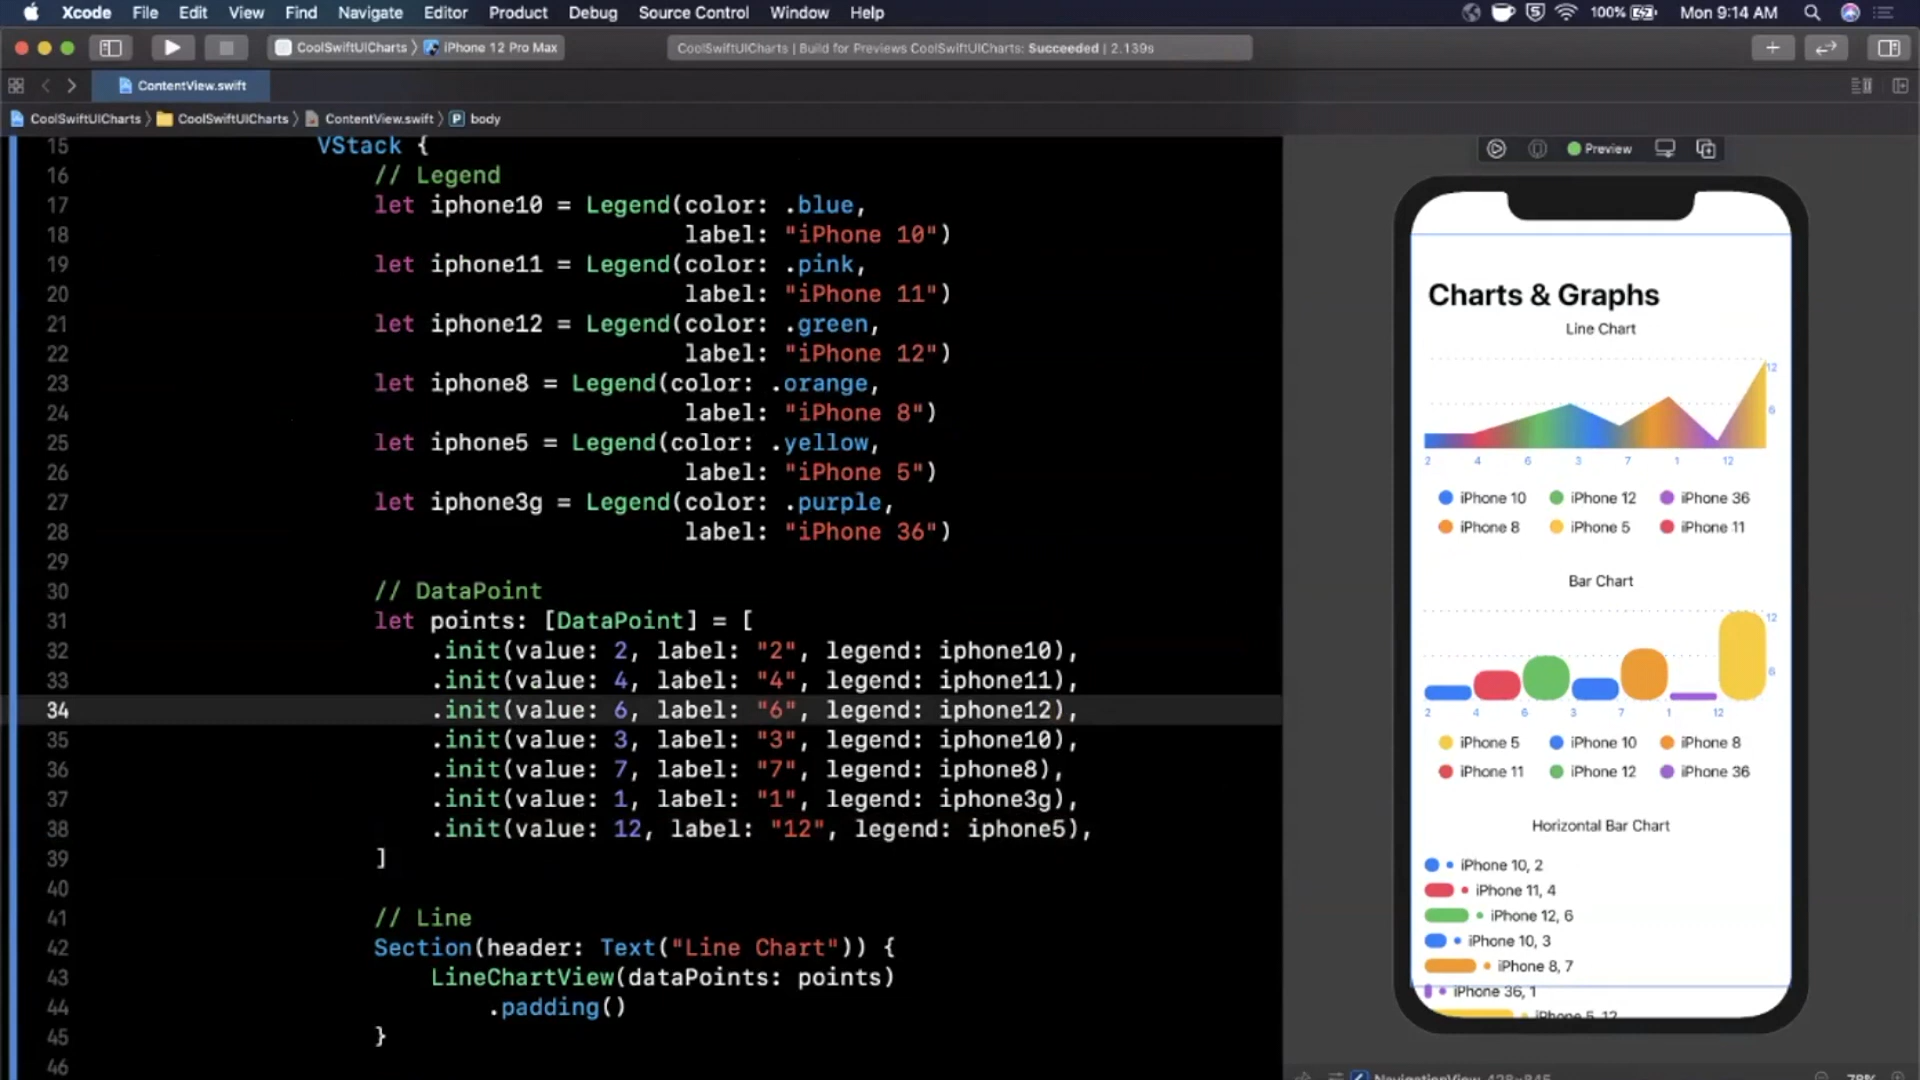 Xcode File Edit View Find Navigate Editor Product Debug Source Control Window Help 100% Mon 9:14 AM
CoolSwiftUICharts 〉 iPhone 12 Pro Max
CoolSwiftUICharts | Build for Previews CoolSwiftUICharts: Succeeded | 2.139s
ContentView.swift
CoolSwiftUICharts 〉 CoolSwiftUICharts 〉 ContentView.swift 〉 P body
15 VStack {
16 // Legend
17 let iphone10 = Legend(color: .blue,
18 label: "iPhone 10")
19 let iphone11 = Legend(color: .pink,
20 label: "iPhone 11")
21 let iphone12 = Legend(color: .green,
22 label: "iPhone 12")
23 let iphone8 = Legend(color: .orange,
24 label: "iPhone 8")
25 let iphone5 = Legend(color: .yellow,
26 label: "iPhone 5")
27 let iphone3g = Legend(color: .purple,
28 label: "iPhone 36")
29
30 // DataPoint
31 let points: [DataPoint] = [
32 .init(value: 2, label: "2", legend: iphone10),
33 .init(value: 4, label: "4", legend: iphone11),
34 .init(value: 6, label: "6", legend: iphone12),
35 .init(value: 3, label: "3", legend: iphone10),
36 .init(value: 7, label: "7", legend: iphone8),
37 .init(value: 1, label: "1", legend: iphone3g),
38 .init(value: 12, label: "12", legend: iphone5),
39 ]
40
41 // Line
42 Section(header: Text("Line Chart")) {
43 LineChartView(dataPoints: points)
44 .padding()
45 }
46
Preview
Charts & Graphs
Line Chart
12
6
2 4 6 3 7 1 12
iPhone 10 iPhone 12 iPhone 36
iPhone 8 iPhone 5 iPhone 11
Bar Chart
12
6
2 4 6 3 7 1 12
iPhone 5 iPhone 10 iPhone 8
iPhone 11 iPhone 12 iPhone 36
Horizontal Bar Chart
iPhone 10, 2
iPhone 11, 4
iPhone 12, 6
iPhone 10, 3
iPhone 8, 7
iPhone 36, 1
iPhone 5, 12
NavigationView 428x845 78%